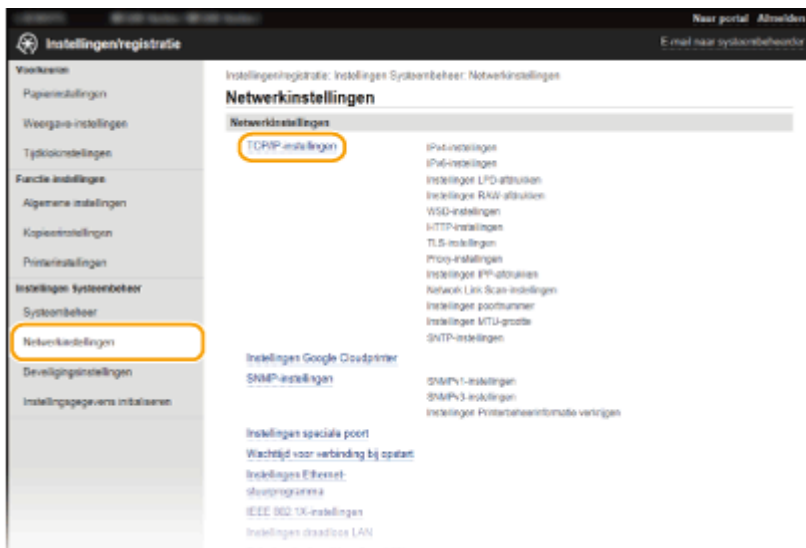 Naar portal Afmelden
Instellingen/registratie
E-mail naar systeembeheerder
Voorkeuren
Papierinstellingen
Weergave-instellingen
Tijdklokinstellingen
Functie-instellingen
Algemene instellingen
Kopieerinstellingen
Printerinstellingen
Instellingen Systeembeheer
Systeembeheer
Netwerkinstellingen
Beveiligingsinstellingen
Instellingsgegevens initialiseren
Instellingen/registratie: Instellingen Systeembeheer: Netwerkinstellingen
Netwerkinstellingen
Netwerkinstellingen
TCP/IP-instellingen
IPv4-instellingen
IPv6-instellingen
Instellingen LPD-afdrukken
Instellingen RAW-afdrukken
WSD-instellingen
HTTP-instellingen
TLS-instellingen
Proxy-instellingen
Instellingen IPP-afdrukken
Network Link Scan-instellingen
Instellingen poortnummer
Instellingen MTU-grootte
SNTP-instellingen
Instellingen Google Cloudprinter
SNMP-instellingen
SNMPv1-instellingen
SNMPv3-instellingen
Instellingen Printerbeheerinformatie verkrijgen
Instellingen speciale poort
Wachttijd voor verbinding bij opstart
Instellingen Ethernet-
stuurprogramma
IEEE 802.1X-instellingen
Instellingen draadloos LAN